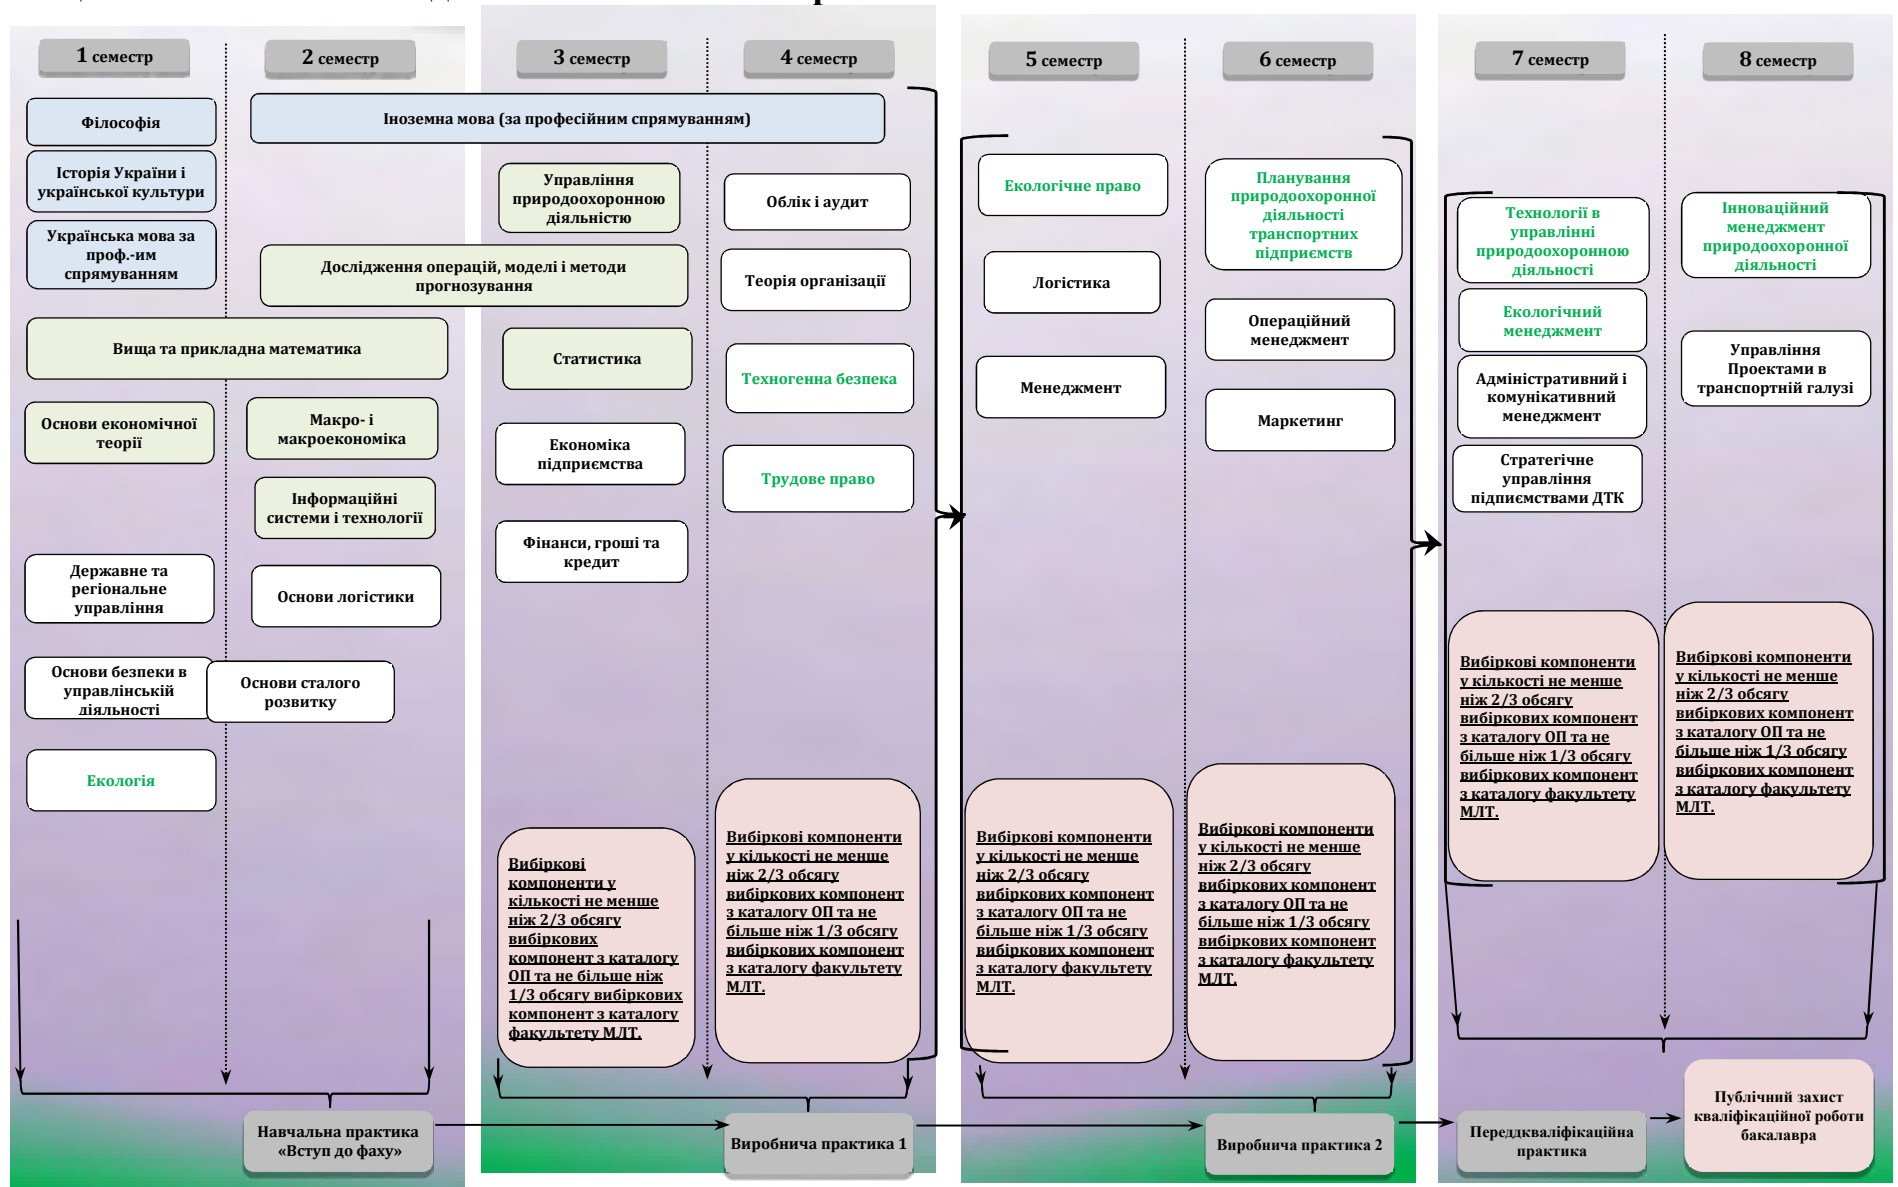 1 семестр
2 семестр
3 семестр
4 семестр
5 семестр
6 семестр
7 семестр
8 семестр
Філософія
Історія України і
української культури
Українська мова за
проф.-им
спрямуванням
Вища та прикладна математика
Основи економічної
теорії
Державне та
регіональне
управління
Основи безпеки в
управлінській
діяльності
Екологія
Іноземна мова (за професійним спрямуванням)
Дослідження операцій, моделі і методи
прогнозування
Макро- і
макроекономіка
Інформаційні
системи і технології
Основи логістики
Основи сталого
розвитку
Управління
природоохоронною
діяльністю
Статистика
Економіка
підприємства
Фінанси, гроші та
кредит
Вибіркові
компоненти у
кількості не менше
ніж 2/3 обсягу
вибіркових
компонент з каталогу
ОП та не більше ніж
1/3 обсягу вибіркових
компонент з каталогу
факультету МЛТ.
Облік і аудит
Теорія організації
Техногенна безпека
Трудове право
Вибіркові компоненти
у кількості не менше
ніж 2/3 обсягу
вибіркових компонент
з каталогу ОП та не
більше ніж 1/3 обсягу
вибіркових компонент
з каталогу факультету
МЛТ.
Екологічне право
Логістика
Менеджмент
Вибіркові компоненти
у кількості не менше
ніж 2/3 обсягу
вибіркових компонент
з каталогу ОП та не
більше ніж 1/3 обсягу
вибіркових компонент
з каталогу факультету
МЛТ.
Планування
природоохоронної
діяльності
транспортних
підприємств
Операційний
менеджмент
Маркетинг
Вибіркові компоненти
у кількості не менше
ніж 2/3 обсягу
вибіркових компонент
з каталогу ОП та не
більше ніж 1/3 обсягу
вибіркових компонент
з каталогу факультету
МЛТ.
Технології в
управлінні
природоохоронною
діяльності
Екологічний
менеджмент
Адміністративний і
комунікативний
менеджмент
Стратегічне
управління
підписмствами ДТК
Вибіркові компоненти
у кількості не менше
ніж 2/3 обсягу
вибіркових компонент
з каталогу ОП та не
більше ніж 1/3 обсягу
вибіркових компонент
з каталогу факультету
МЛТ.
Інноваційний
менеджмент
природоохоронної
діяльності
Управління
Проектами в
транспортній галузі
Вибіркові компоненти
у кількості не менше
ніж 2/3 обсягу
вибіркових компонент
з каталогу ОП та не
більше ніж 1/3 обсягу
вибіркових компонент
з каталогу факультету
МЛТ.
Навчальна практика
«Вступ до фаху»
Виробнича практика 1
Виробнича практика 2
Переддкваліфікаційна
практика
Публічний захист
кваліфікаційної роботи
бакалавра